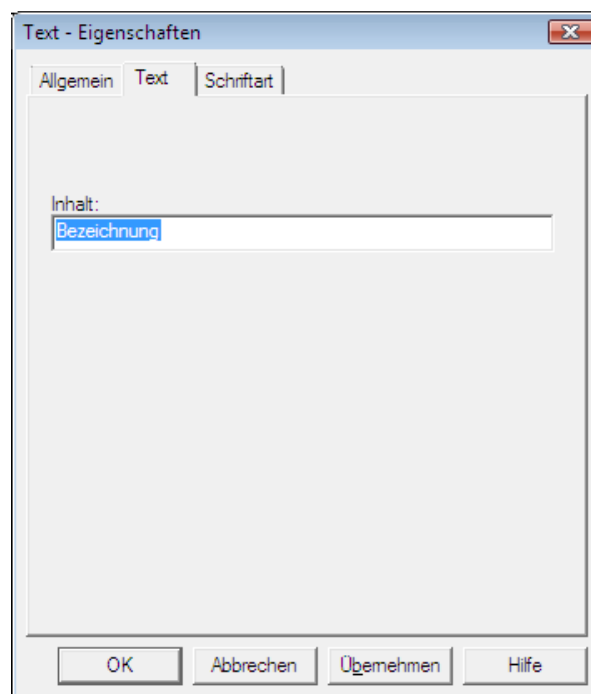 Text - Eigenschaften
Allgemein Text Schriftart
Inhalt:
Bezeichnung
OK Abbrechen Übernehmen Hilfe